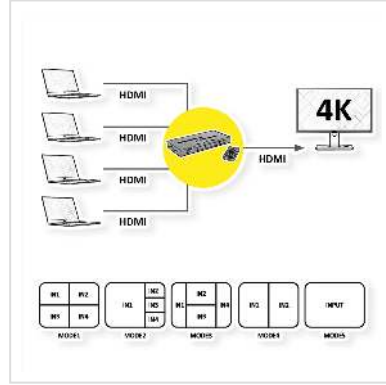 HDMI
HDMI
4K
HDMI
HDMI
HDMI
IN1 IN2
IN3 IN4
MODE1
IN1 IN2
IN3
IN4
MODE2
IN1 IN2 IN4
IN3
MODE3
IN1 IN2
MODE4
INPUT
MODE5